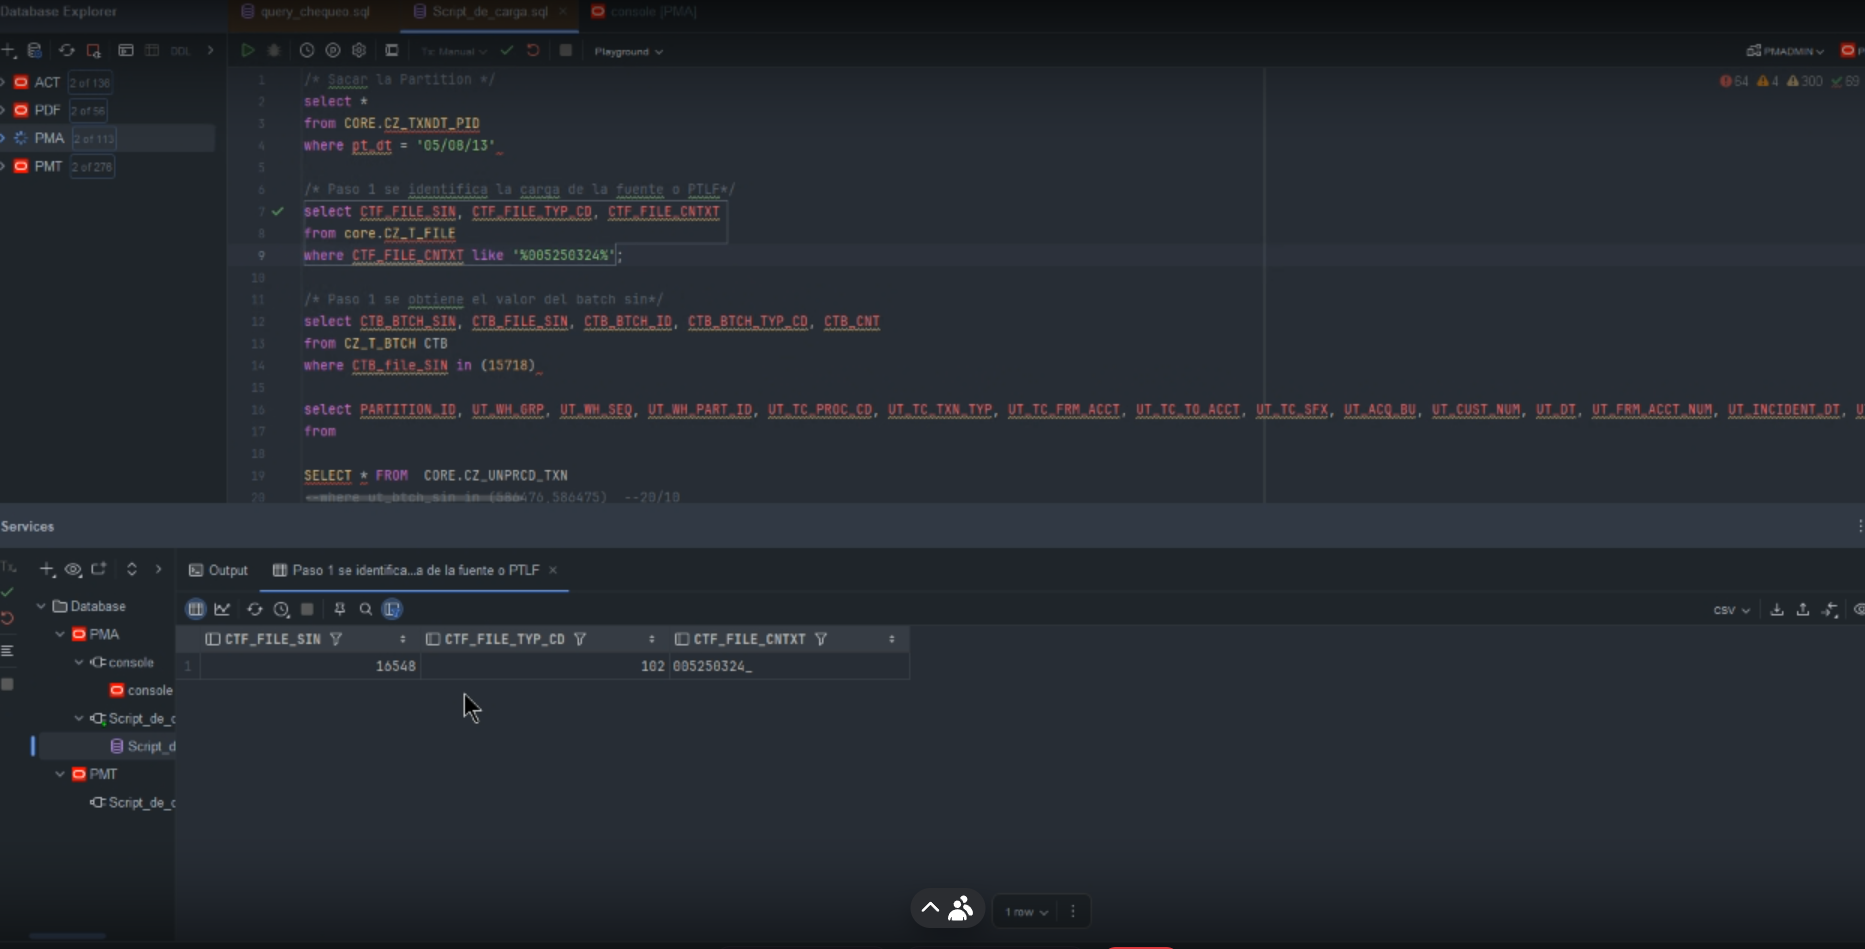 Database Explorer
query_chequeo.sql
Script_de_carga.sql
console [PMA]
DDL
Tx: Manual
Playground
PMADMIN
ACT 2 of 136
PDF 2 of 56
PMA 2 of 113
PMT 2 of 276
64 4 300 69
1 /* Sacar la Partition */
2 select *
3 from CORE.CZ_TXNDT_PID
4 where pt_dt = '05/08/13'
5
6 /* Paso 1 se identifica la carga de la fuente o PTLF*/
7 select CTF_FILE_SIN, CTF_FILE_TYP_CD, CTF_FILE_CNTXT
8 from core.CZ_T_FILE
9 where CTF_FILE_CNTXT like '%005250324%';
10
11 /* Paso 1 se obtiene el valor del batch sin*/
12 select CTB_BTCH_SIN, CTB_FILE_SIN, CTB_BTCH_ID, CTB_BTCH_TYP_CD, CTB_CNT
13 from CZ_T_BTCH CTB
14 where CTB_file_SIN in (15718)
15
16 select PARTITION_ID, UT_WH_GRP, UT_WH_SEQ, UT_WH_PART_ID, UT_TC_PROC_CD, UT_TC_TXN_TYP, UT_TC_FRM_ACCT, UT_TC_TO_ACCT, UT_TC_SFX, UT_ACQ_BU, UT_CUST_NUM, UT_DT, UT_FRM_ACCT_NUM, UT_INCIDENT_DT, U
17 from
18
19 SELECT * FROM CORE.CZ_UNPRCD_TXN
20 --where ut_btch_sin in (586476,586475) --20/10
Services
Tx
Output
Paso 1 se identifica...a de la fuente o PTLF
Database
PMA
console
console
Script_de_c
Script_d
PMT
Script_de_c
CSV
CTF_FILE_SIN CTF_FILE_TYP_CD CTF_FILE_CNTXT
1 16548 102 005250324_
1 row